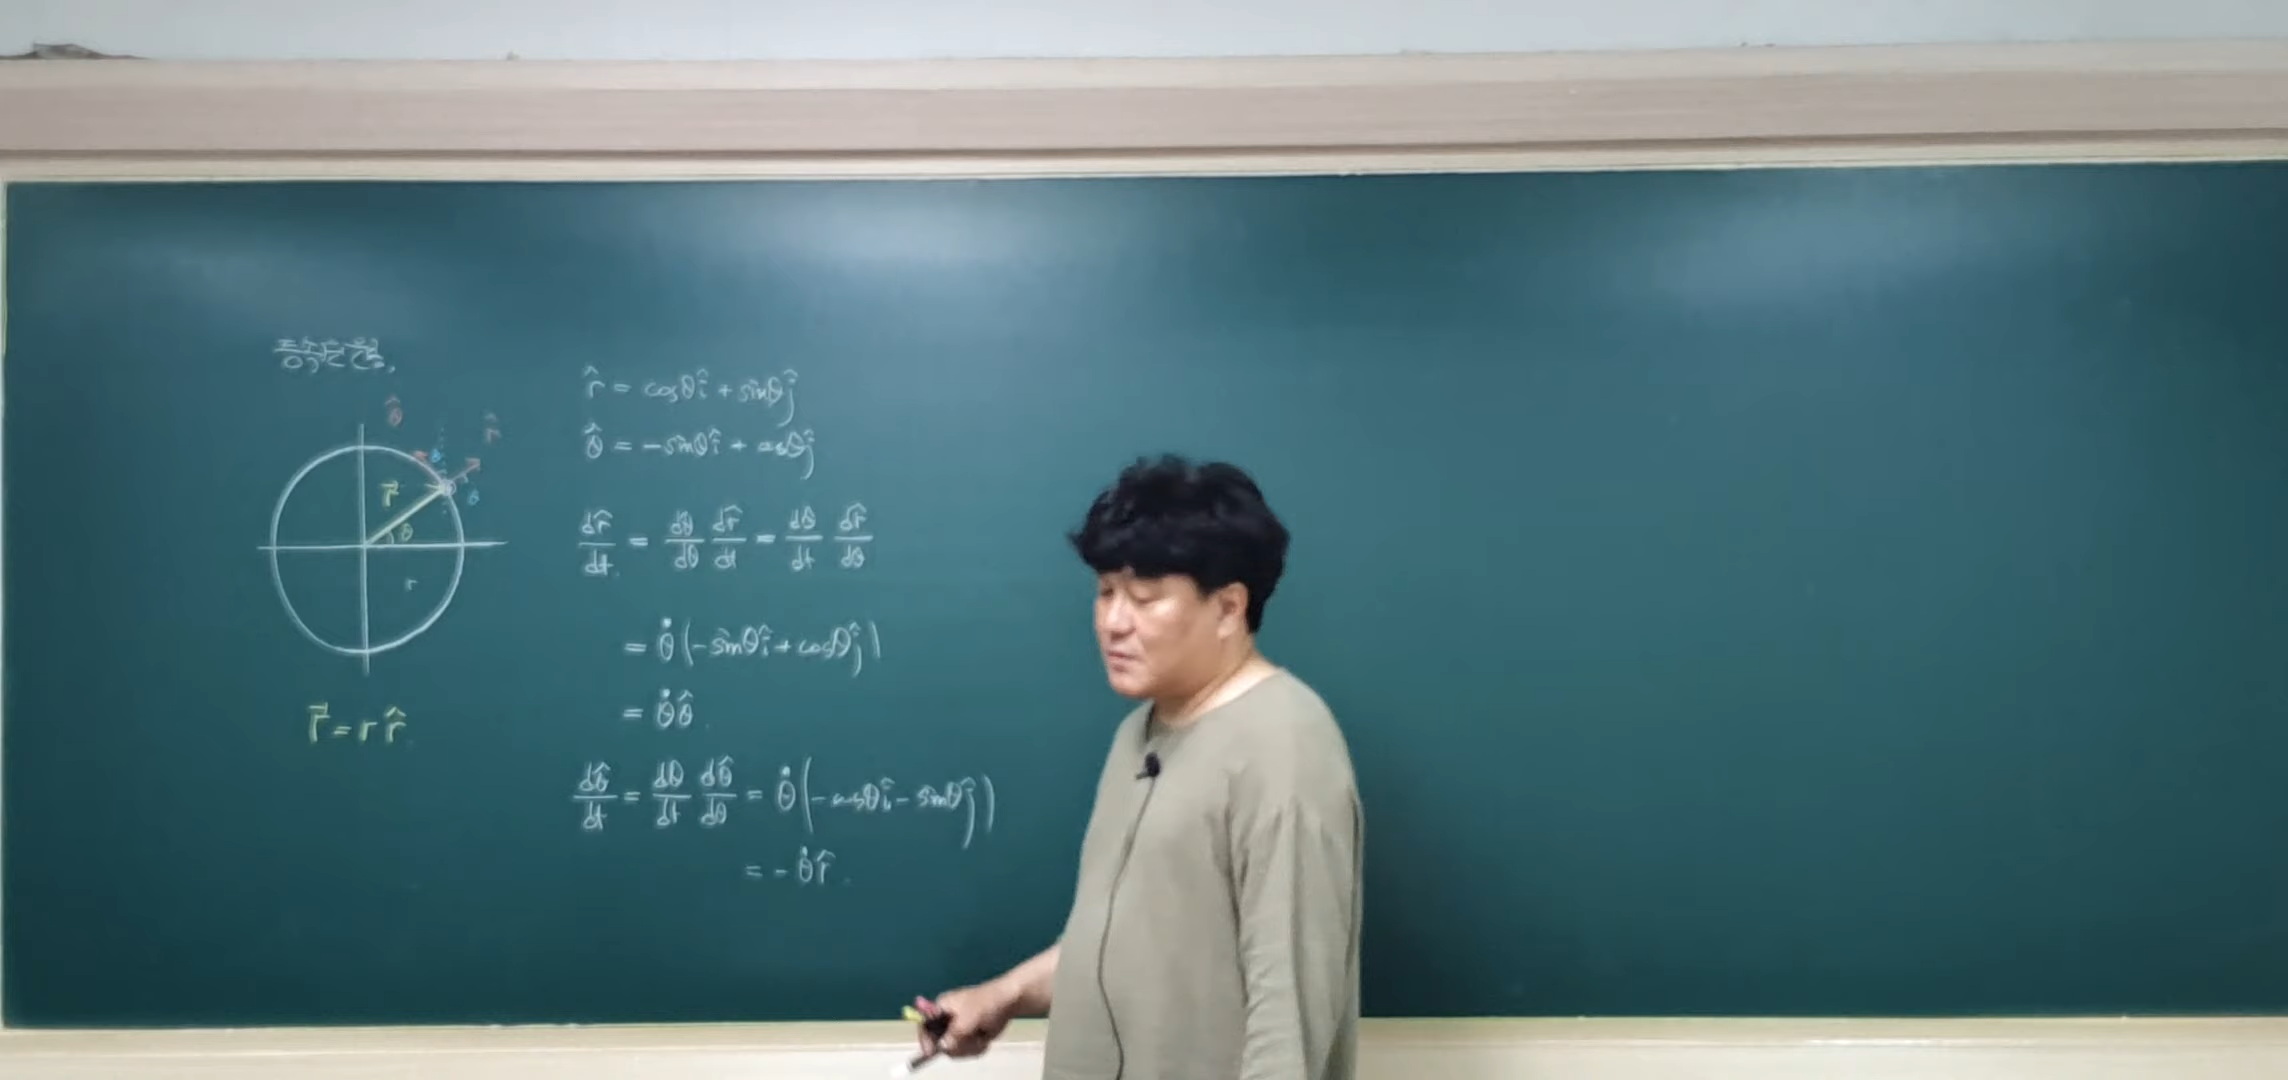 등속원운동.
θ̂
r̂
θ
r⃗
θ
θ
r
r⃗ = r r̂
r̂ = cosθ î + sinθ ĵ
θ̂ = -sinθ î + cosθ ĵ
dr̂/dt = dθ/dθ dr̂/dt = dθ/dt dr̂/dθ
= θ̇(-sinθ î + cosθ ĵ)
= θ̇ θ̂.
dθ̂/dt = dθ/dt dθ̂/dθ = θ̇(-cosθ î - sinθ ĵ)
= -θ̇ r̂.